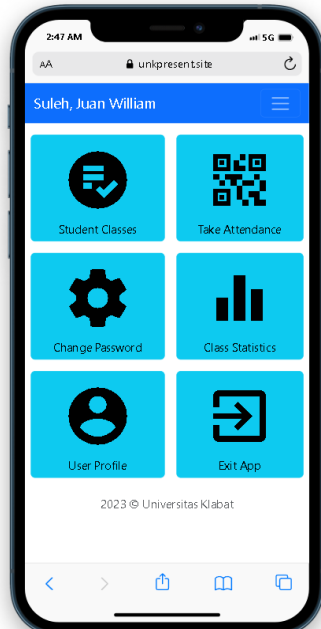 2:47 AM 5G
AA unkpresent.site
Suleh, Juan William
Student Classes
Take Attendance
Change Password
Class Statistics
User Profile
Exit App
2023 © Universitas Klabat